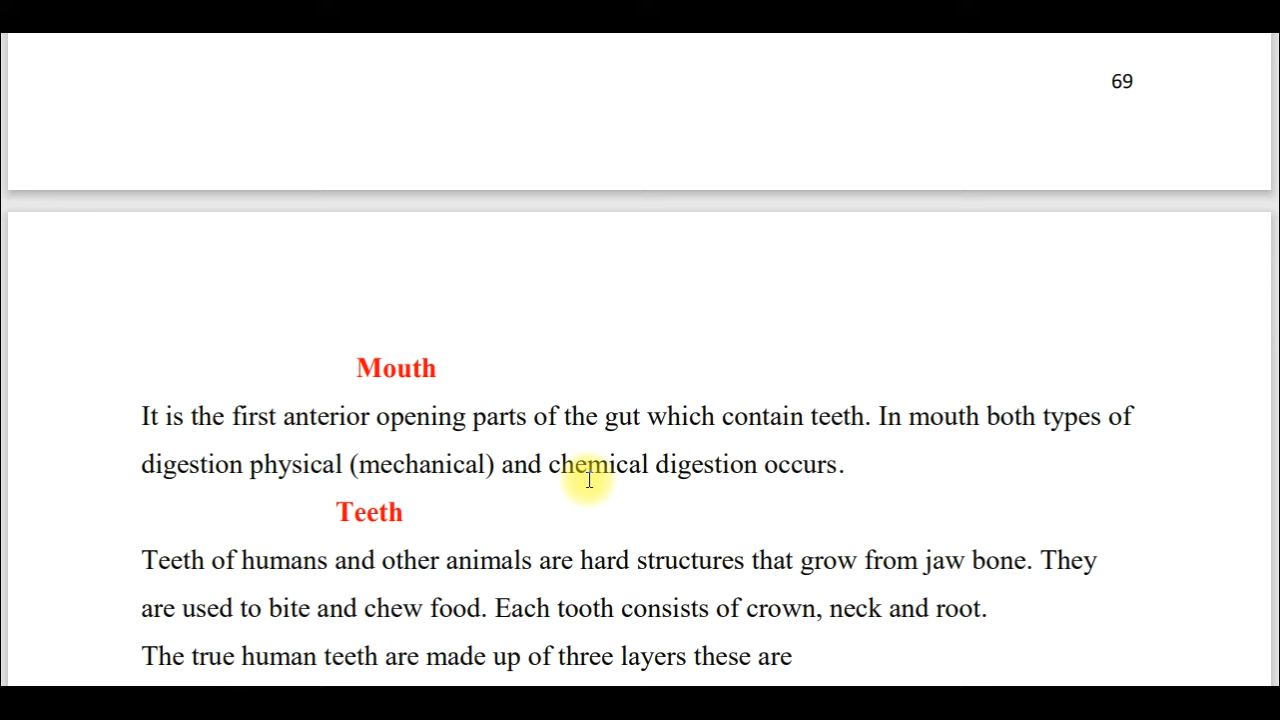 69
Mouth
It is the first anterior opening parts of the gut which contain teeth. In mouth both types of
digestion physical (mechanical) and chemical digestion occurs.
Teeth
Teeth of humans and other animals are hard structures that grow from jaw bone. They
are used to bite and chew food. Each tooth consists of crown, neck and root.
The true human teeth are made up of three layers these are